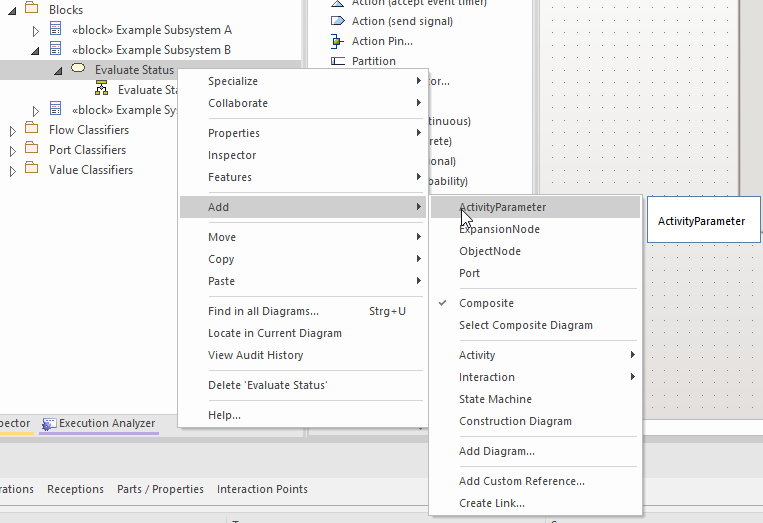 Blocks
«block» Example Subsystem A
«block» Example Subsystem B
Evaluate Status
Evaluate Sta
«block» Example Sy
Flow Classifiers
Port Classifiers
Value Classifiers
Action (accept event timer)
Action (send signal)
Action Pin...
Partition
or...
tinuous)
rete)
onal)
bability)
Specialize
Collaborate
Properties
Inspector
Features
Add
Move
Copy
Paste
Find in all Diagrams... Strg+U
Locate in Current Diagram
View Audit History
Delete 'Evaluate Status'
Help...
ActivityParameter
ExpansionNode
ObjectNode
Port
Composite
Select Composite Diagram
Activity
Interaction
State Machine
Construction Diagram
Add Diagram...
Add Custom Reference...
Create Link...
ActivityParameter
pector
Execution Analyzer
rations Receptions Parts / Properties Interaction Points